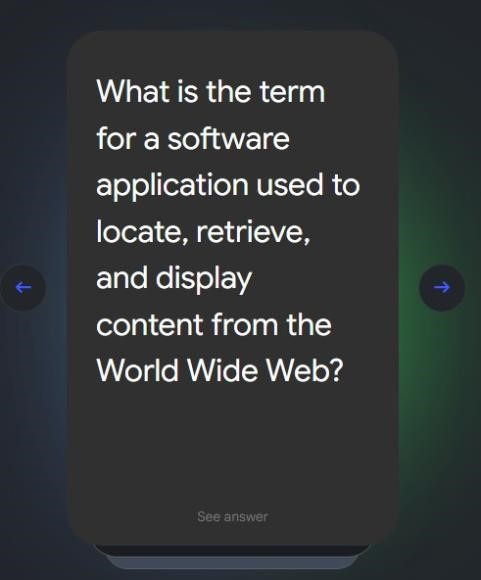 What is the term
for a software
application used to
locate, retrieve,
and display
content from the
World Wide Web?
See answer